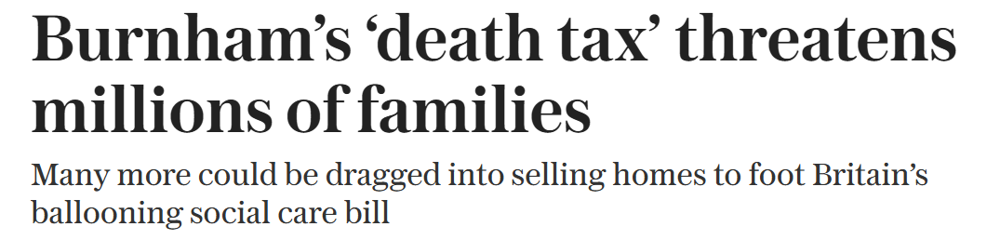 Burnham’s ‘death tax’ threatens
millions of families
Many more could be dragged into selling homes to foot Britain’s
ballooning social care bill